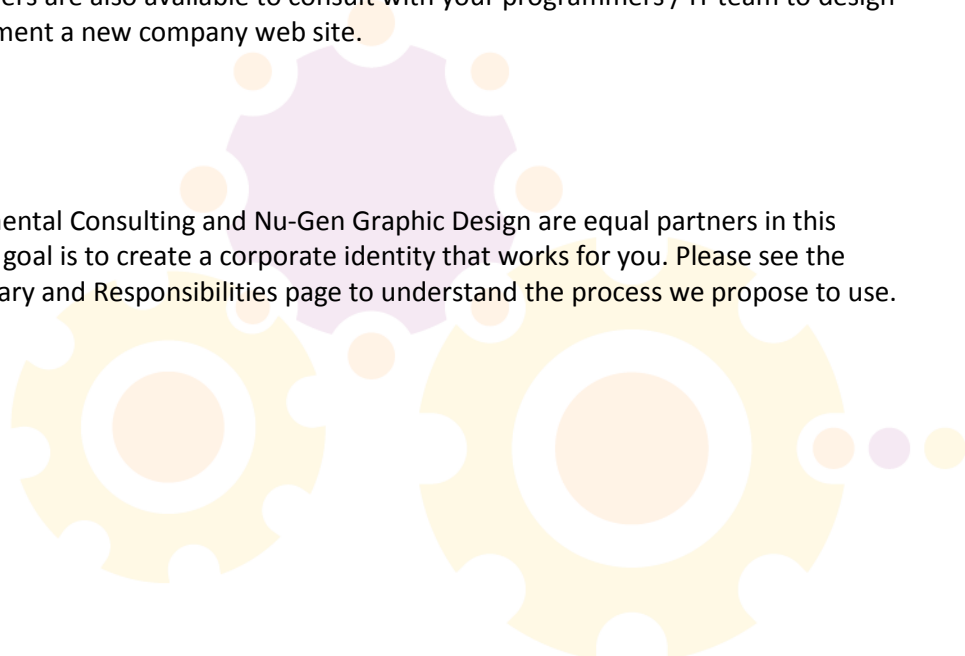 ers are also available to consult with your programmers / IT team to design
ment a new company web site.
nental Consulting and Nu-Gen Graphic Design are equal partners in this
goal is to create a corporate identity that works for you. Please see the
ary and Responsibilities page to understand the process we propose to use.